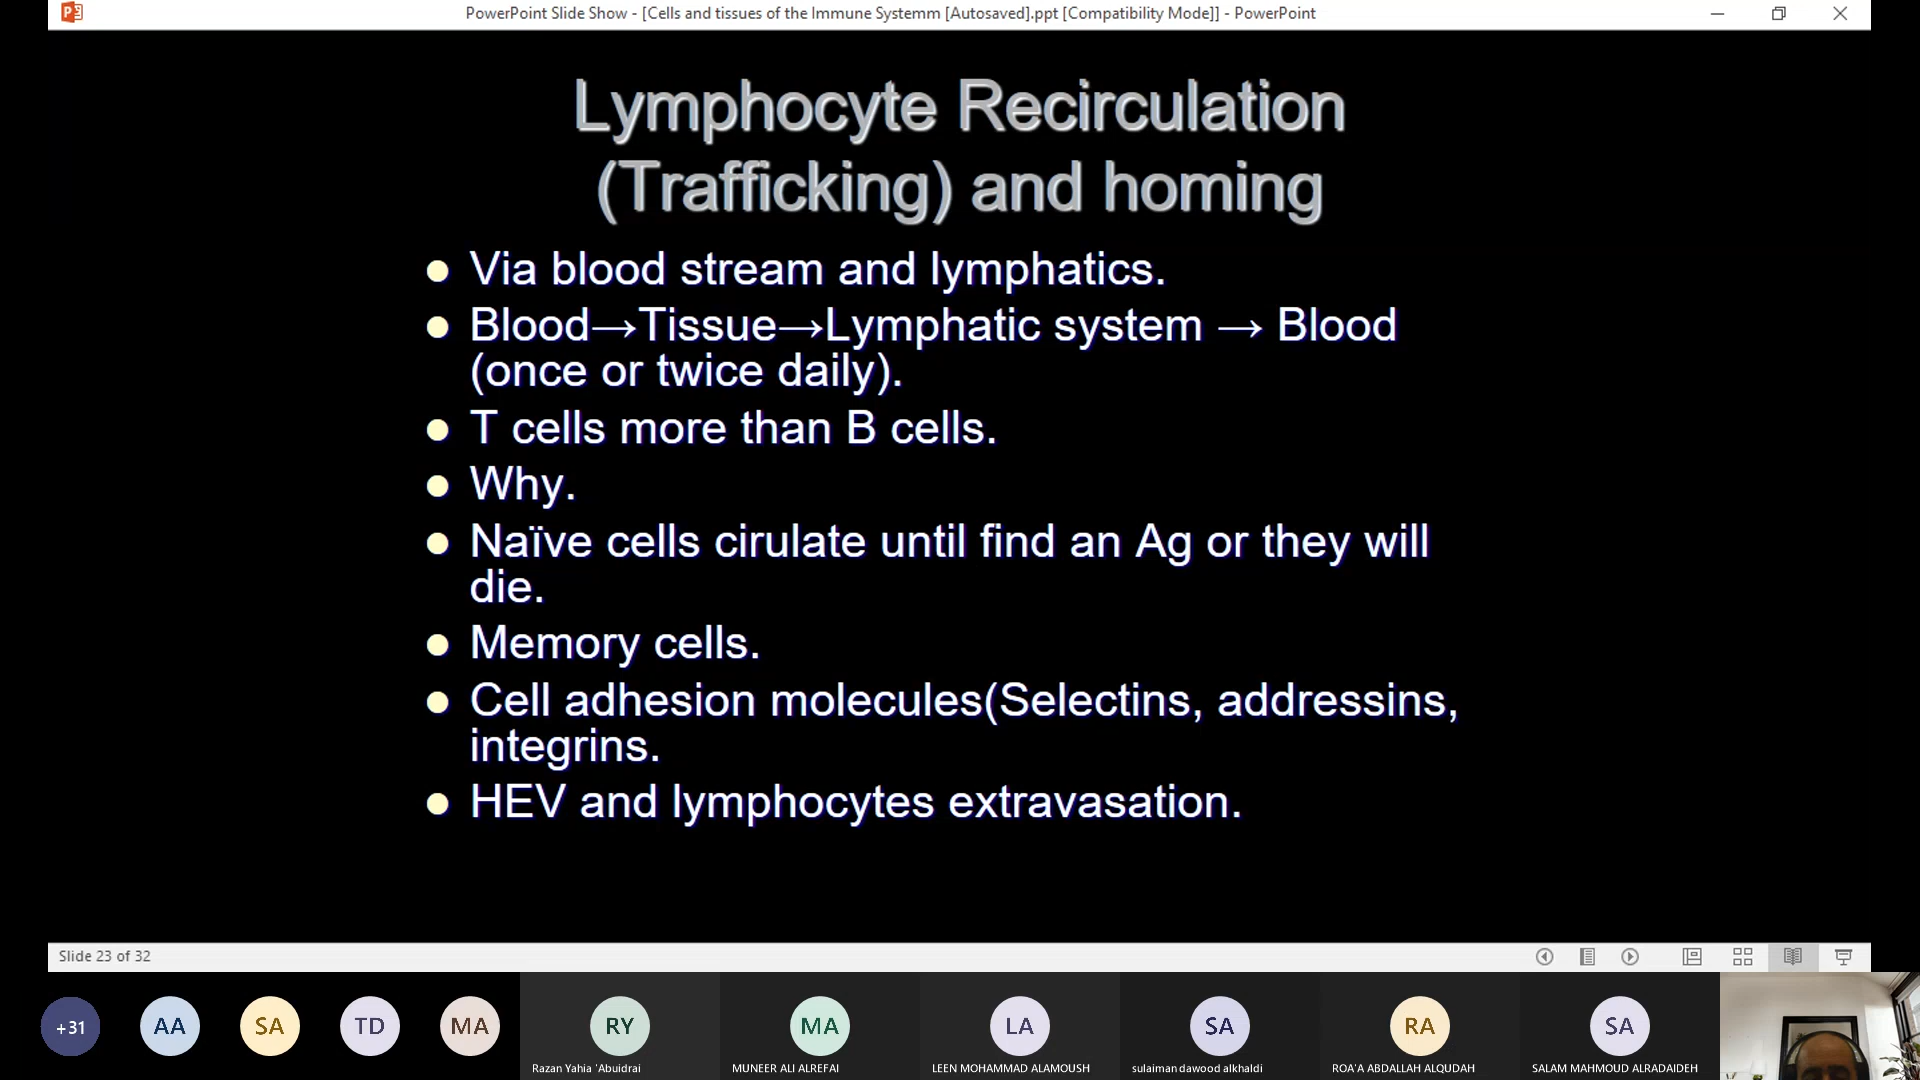 PowerPoint Slide Show - [Cells and tissues of the Immune Systemm [Autosaved].ppt [Compatibility Mode]] - PowerPoint
Lymphocyte Recirculation
(Trafficking) and homing
Via blood stream and lymphatics.
Blood→Tissue→Lymphatic system → Blood
(once or twice daily).
T cells more than B cells.
Why.
Naïve cells cirulate until find an Ag or they will
die.
Memory cells.
Cell adhesion molecules(Selectins, addressins,
integrins.
HEV and lymphocytes extravasation.
Slide 23 of 32
+31
AA
SA
TD
MA
RY
MA
LA
SA
RA
SA
Razan Yahia 'Abuidrai
MUNEER ALI ALREFAI
LEEN MOHAMMAD ALAMOUSH
sulaiman dawood alkhaldi
ROA'A ABDALLAH ALQUDAH
SALAM MAHMOUD ALRADAIDEH